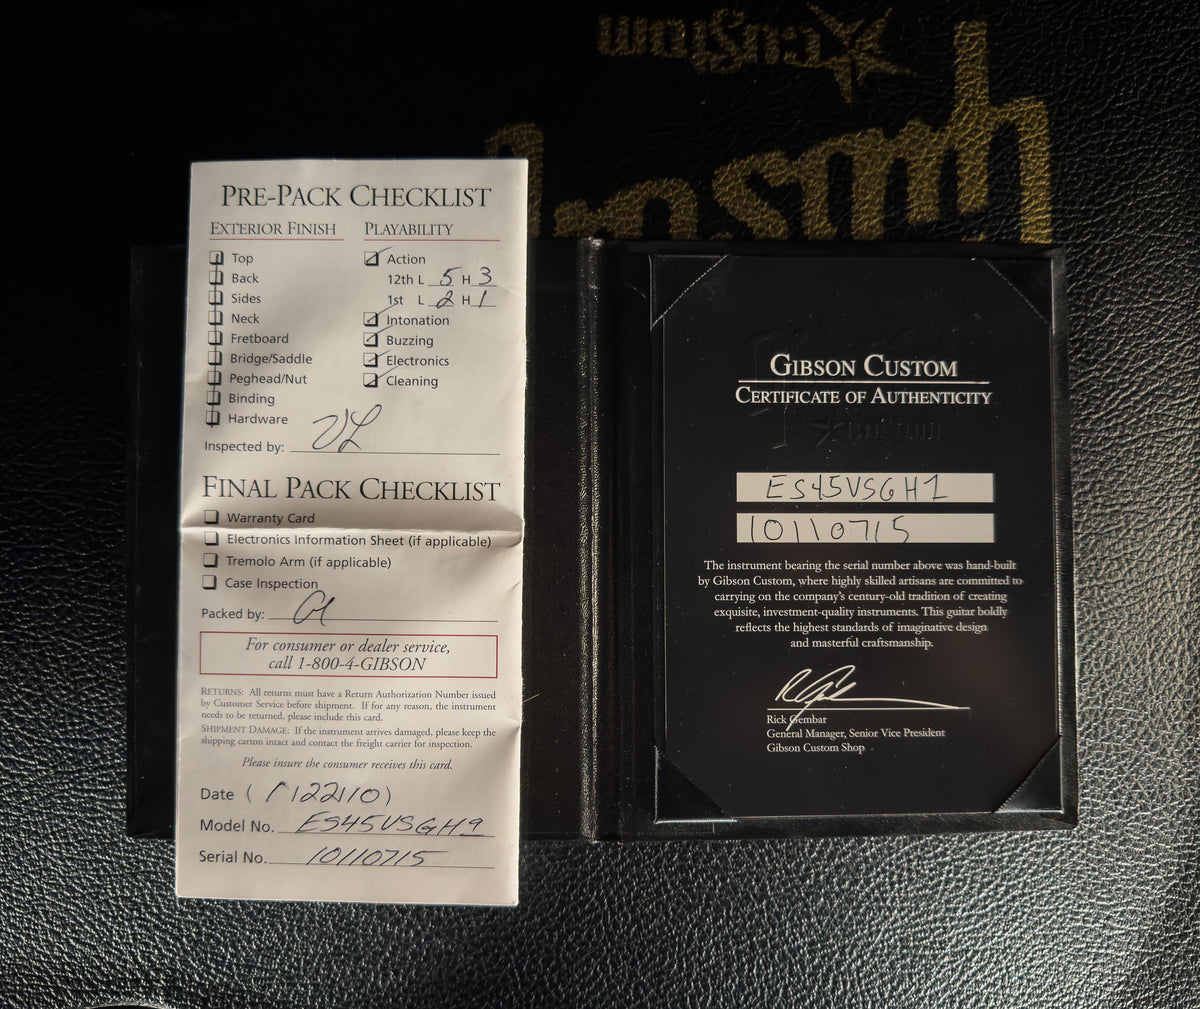 Custom
Gibson
PRE-PACK CHECKLIST
EXTERIOR FINISH
Top
Back
Sides
Neck
Fretboard
Bridge/Saddle
Peghead/Nut
Binding
Hardware
PLAYABILITY
Action
12th L 5 H 3
1st L 2 H 1
Intonation
Buzzing
Electronics
Cleaning
Inspected by: VL
FINAL PACK CHECKLIST
Warranty Card
Electronics Information Sheet (if applicable)
Tremolo Arm (if applicable)
Case Inspection
Packed by:
For consumer or dealer service,
call 1-800-4-GIBSON
RETURNS: All returns must have a Return Authorization Number issued
by Customer Service before shipment. If for any reason, the instrument
needs to be returned, please include this card.
SHIPMENT DAMAGE: If the instrument arrives damaged, please keep the
shipping carton intact and contact the freight carrier for inspection.
Please insure the consumer receives this card.
Date
Model No. ES45VSGH1
Serial No. 10110715
GIBSON CUSTOM
CERTIFICATE OF AUTHENTICITY
Custom
ES45VSGH1
10110715
The instrument bearing the serial number above was hand-built
by Gibson Custom, where highly skilled artisans are committed to
carrying on the company's century-old tradition of creating
exquisite, investment-quality instruments. This guitar boldly
reflects the highest standards of imaginative design
and masterful craftsmanship.
Rick Gembar
General Manager, Senior Vice President
Gibson Custom Shop